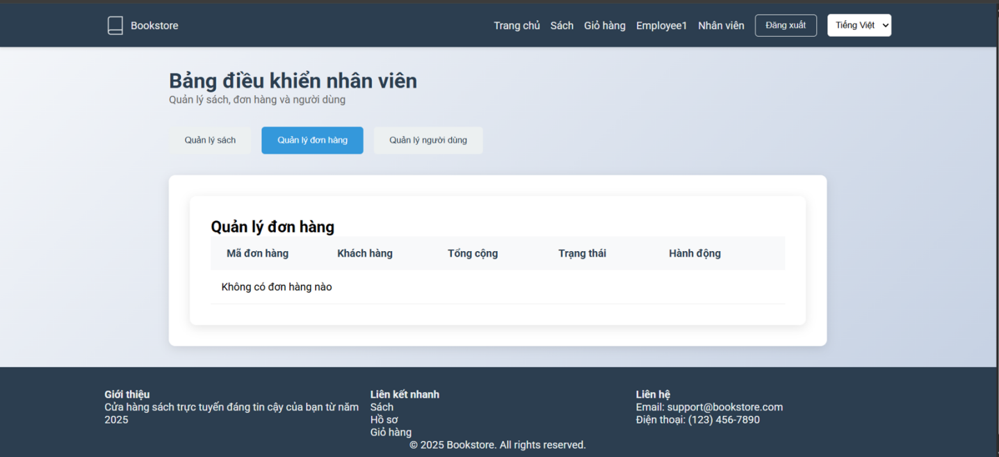 Bookstore
Trang chủ Sách Giỏ hàng Employee1 Nhân viên Đăng xuất Tiếng Việt
Bảng điều khiển nhân viên
Quản lý sách, đơn hàng và người dùng
Quản lý sách Quản lý đơn hàng Quản lý người dùng
Quản lý đơn hàng
Mã đơn hàng Khách hàng Tổng cộng Trạng thái Hành động
Không có đơn hàng nào
Giới thiệu
Cửa hàng sách trực tuyến đáng tin cậy của bạn từ năm
2025
Liên kết nhanh
Sách
Hồ sơ
Giỏ hàng
Liên hệ
Email: support@bookstore.com
Điện thoại: (123) 456-7890
© 2025 Bookstore. All rights reserved.